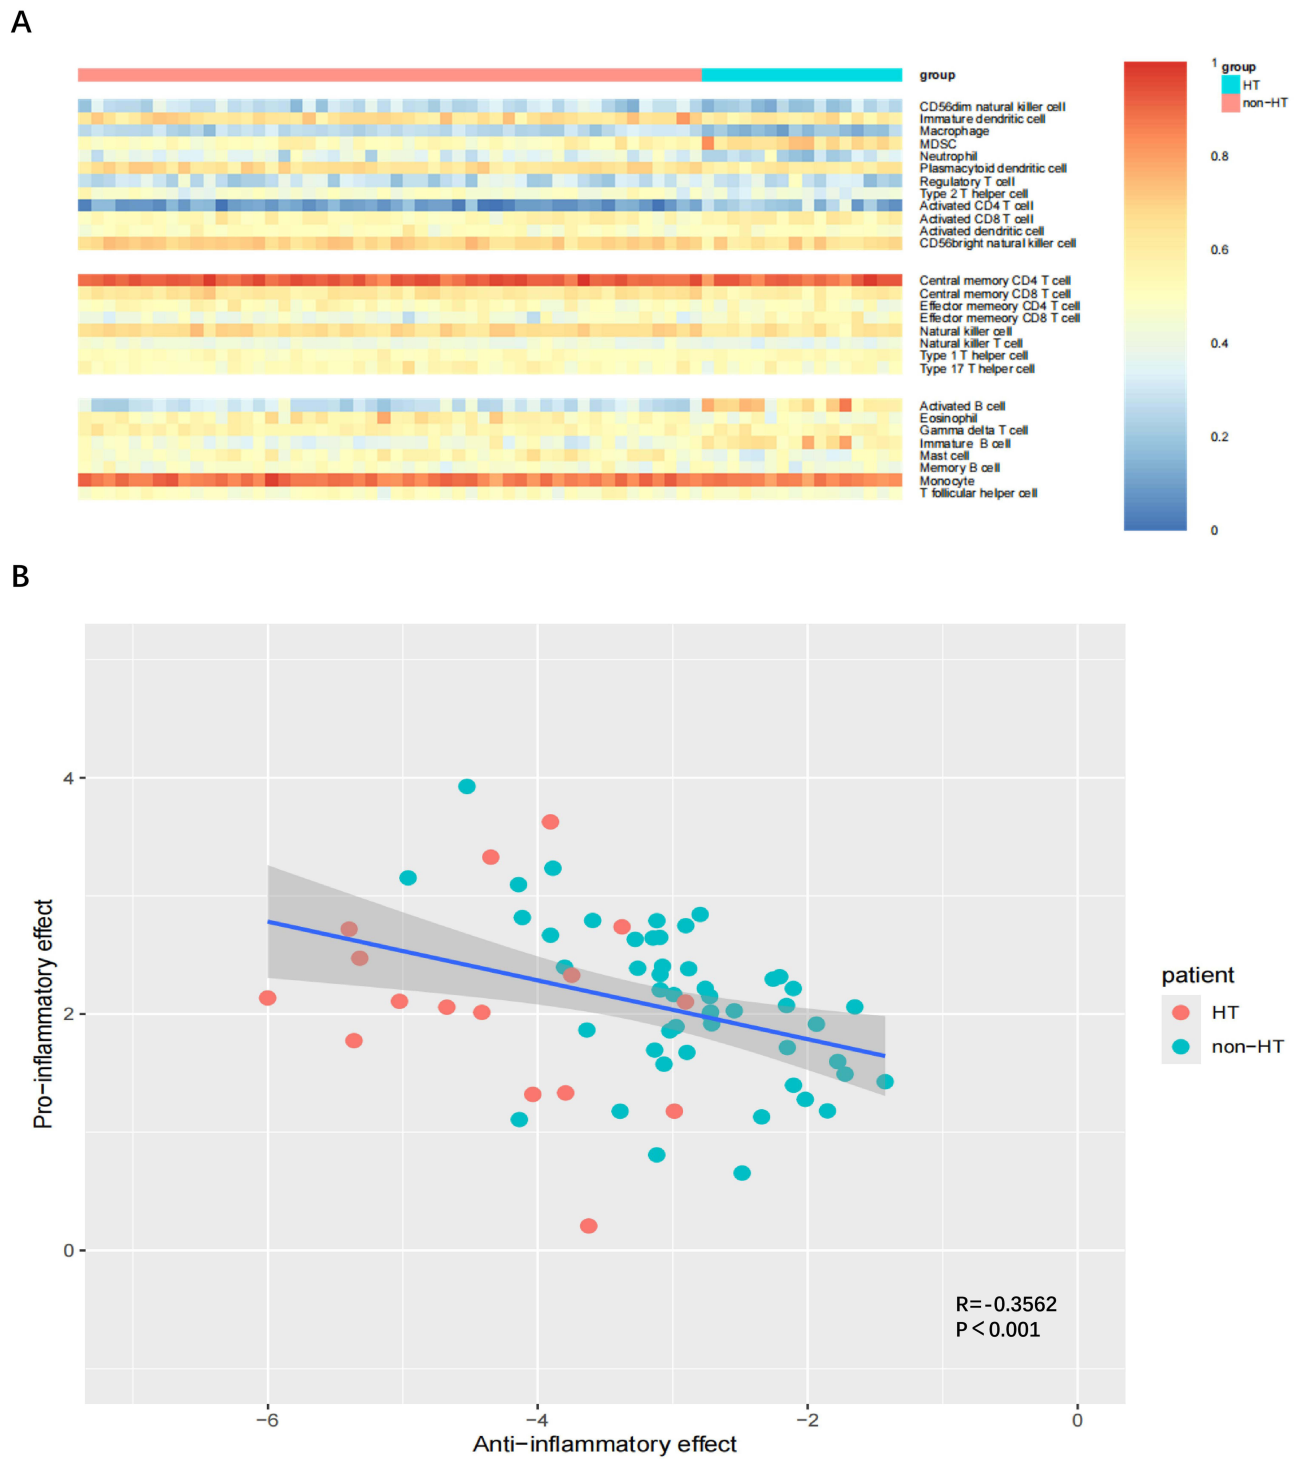 A
group
CD56dim natural killer cell
Immature dendritic cell
Macrophage
MDSC
Neutrophil
Plasmacytoid dendritic cell
Regulatory T cell
Type 2 T helper cell
Activated CD4 T cell
Activated CD8 T cell
Activated dendritic cell
CD56bright natural killer cell
Central memory CD4 T cell
Central memory CD8 T cell
Effector memeory CD4 T cell
Effector memeory CD8 T cell
Natural killer cell
Natural killer T cell
Type 1 T helper cell
Type 17 T helper cell
Activated B cell
Eosinophil
Gamma delta T cell
Immature B cell
Mast cell
Memory B cell
Monocyte
T follicular helper cell
1
0.8
0.6
0.4
0.2
0
group
HT
non-HT
B
Pro-inflammatory effect
4
2
0
R=-0.3562
P<0.001
−6
−4
−2
0
Anti−inflammatory effect
patient
HT
non−HT